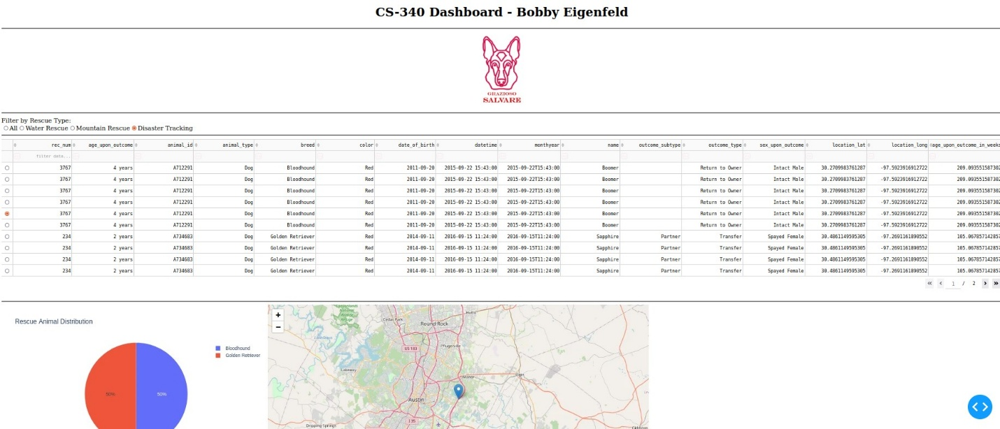 CS-340 Dashboard - Bobby Eigenfeld
GRAZIOSO
SALVARE
Filter by Rescue Type:
All Water Rescue Mountain Rescue Disaster Tracking
rec_num age_upon_outcome animal_id animal_type breed color date_of_birth datetime monthyear name outcome_subtype outcome_type sex_upon_outcome location_lat location_long age_upon_outcome_in_weeks
filter data...
3767 4 years A712291 Dog Bloodhound Red 2011-09-20 2015-09-22 15:43:00 2015-09-22T15:43:00 Boomer Return to Owner Intact Male 30.2709983761287 -97.5923916912722 209.093551587302
3767 4 years A712291 Dog Bloodhound Red 2011-09-20 2015-09-22 15:43:00 2015-09-22T15:43:00 Boomer Return to Owner Intact Male 30.2709983761287 -97.5923916912722 209.093551587302
3767 4 years A712291 Dog Bloodhound Red 2011-09-20 2015-09-22 15:43:00 2015-09-22T15:43:00 Boomer Return to Owner Intact Male 30.2709983761287 -97.5923916912722 209.093551587302
3767 4 years A712291 Dog Bloodhound Red 2011-09-20 2015-09-22 15:43:00 2015-09-22T15:43:00 Boomer Return to Owner Intact Male 30.2709983761287 -97.5923916912722 209.093551587302
3767 4 years A712291 Dog Bloodhound Red 2011-09-20 2015-09-22 15:43:00 2015-09-22T15:43:00 Boomer Return to Owner Intact Male 30.2709983761287 -97.5923916912722 209.093551587302
3767 4 years A712291 Dog Bloodhound Red 2011-09-20 2015-09-22 15:43:00 2015-09-22T15:43:00 Boomer Return to Owner Intact Male 30.2709983761287 -97.5923916912722 209.093551587302
234 2 years A734683 Dog Golden Retriever Red 2014-09-11 2016-09-15 11:24:00 2016-09-15T11:24:00 Sapphire Partner Transfer Spayed Female 30.4861149595305 -97.2691161890552 105.067857142857
234 2 years A734683 Dog Golden Retriever Red 2014-09-11 2016-09-15 11:24:00 2016-09-15T11:24:00 Sapphire Partner Transfer Spayed Female 30.4861149595305 -97.2691161890552 105.067857142857
234 2 years A734683 Dog Golden Retriever Red 2014-09-11 2016-09-15 11:24:00 2016-09-15T11:24:00 Sapphire Partner Transfer Spayed Female 30.4861149595305 -97.2691161890552 105.067857142857
234 2 years A734683 Dog Golden Retriever Red 2014-09-11 2016-09-15 11:24:00 2016-09-15T11:24:00 Sapphire Partner Transfer Spayed Female 30.4861149595305 -97.2691161890552 105.067857142857
« ‹ 1 / 2 › »
Rescue Animal Distribution
Bloodhound
Golden Retriever
50% 50%
+
−
Hutto
Cedar Park
Round Rock
US 183
Pflugerville
Lakeway
Manor
Elgin
Austin
I 35
Dripping Springs